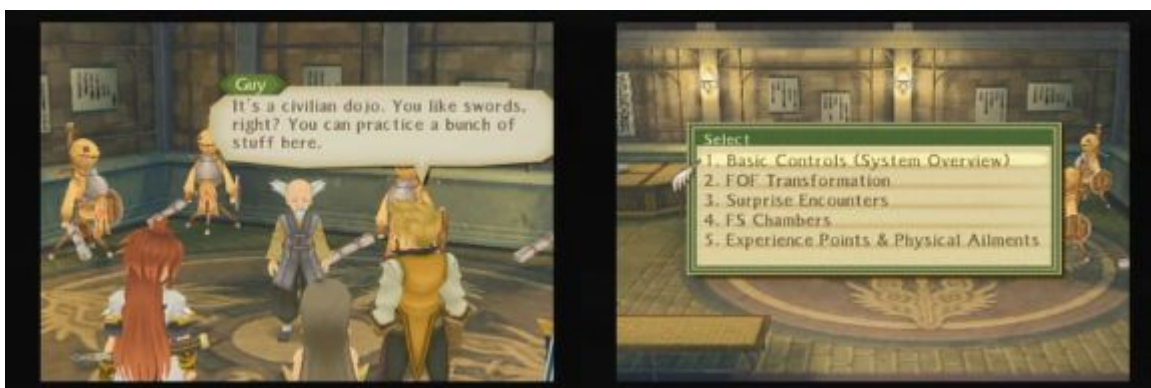 Guy
It's a civilian dojo. You like swords,
right? You can practice a bunch of
stuff here.
Select
1. Basic Controls (System Overview)
2. FOF Transformation
3. Surprise Encounters
4. FS Chambers
5. Experience Points & Physical Ailments